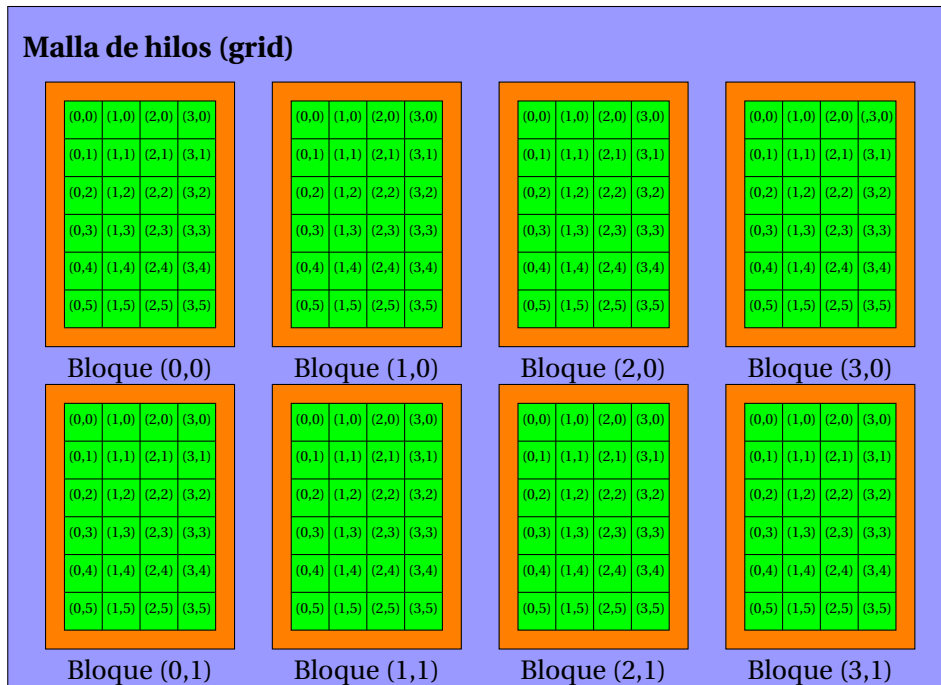 Malla de hilos (grid)
(0,0) (1,0) (2,0) (3,0) (0,0) (1,0) (2,0) (3,0) (0,0) (1,0) (2,0) (3,0) (0,0) (1,0) (2,0) (,3,0)
(0,1) (1,1) (2,1) (3,1) (0,1) (1,1) (2,1) (3,1) (0,1) (1,1) (2,1) (3,1) (0,1) (1,1) (2,1) (3,1)
(0,2) (1,2) (2,2) (3,2) (0,2) (1,2) (2,2) (3,2) (0,2) (1,2) (2,2) (3,2) (0,2) (1,2) (2,2) (3,2)
(0,3) (1,3) (2,3) (3,3) (0,3) (1,3) (2,3) (3,3) (0,3) (1,3) (2,3) (3,3) (0,3) (1,3) (2,3) (3,3)
(0,4) (1,4) (2,4) (3,4) (0,4) (1,4) (2,4) (3,4) (0,4) (1,4) (2,4) (3,4) (0,4) (1,4) (2,4) (3,4)
(0,5) (1,5) (2,5) (3,5) (0,5) (1,5) (2,5) (3,5) (0,5) (1,5) (2,5) (3,5) (0,5) (1,5) (2,5) (3,5)
Bloque (0,0) Bloque (1,0) Bloque (2,0) Bloque (3,0)
(0,0) (1,0) (2,0) (3,0) (0,0) (1,0) (2,0) (3,0) (0,0) (1,0) (2,0) (3,0) (0,0) (1,0) (2,0) (3,0)
(0,1) (1,1) (2,1) (3,1) (0,1) (1,1) (2,1) (3,1) (0,1) (1,1) (2,1) (3,1) (0,1) (1,1) (2,1) (3,1)
(0,2) (1,2) (2,2) (3,2) (0,2) (1,2) (2,2) (3,2) (0,2) (1,2) (2,2) (3,2) (0,2) (1,2) (2,2) (3,2)
(0,3) (1,3) (2,3) (3,3) (0,3) (1,3) (2,3) (3,3) (0,3) (1,3) (2,3) (3,3) (0,3) (1,3) (2,3) (3,3)
(0,4) (1,4) (2,4) (3,4) (0,4) (1,4) (2,4) (3,4) (0,4) (1,4) (2,4) (3,4) (0,4) (1,4) (2,4) (3,4)
(0,5) (1,5) (2,5) (3,5) (0,5) (1,5) (2,5) (3,5) (0,5) (1,5) (2,5) (3,5) (0,5) (1,5) (2,5) (3,5)
Bloque (0,1) Bloque (1,1) Bloque (2,1) Bloque (3,1)